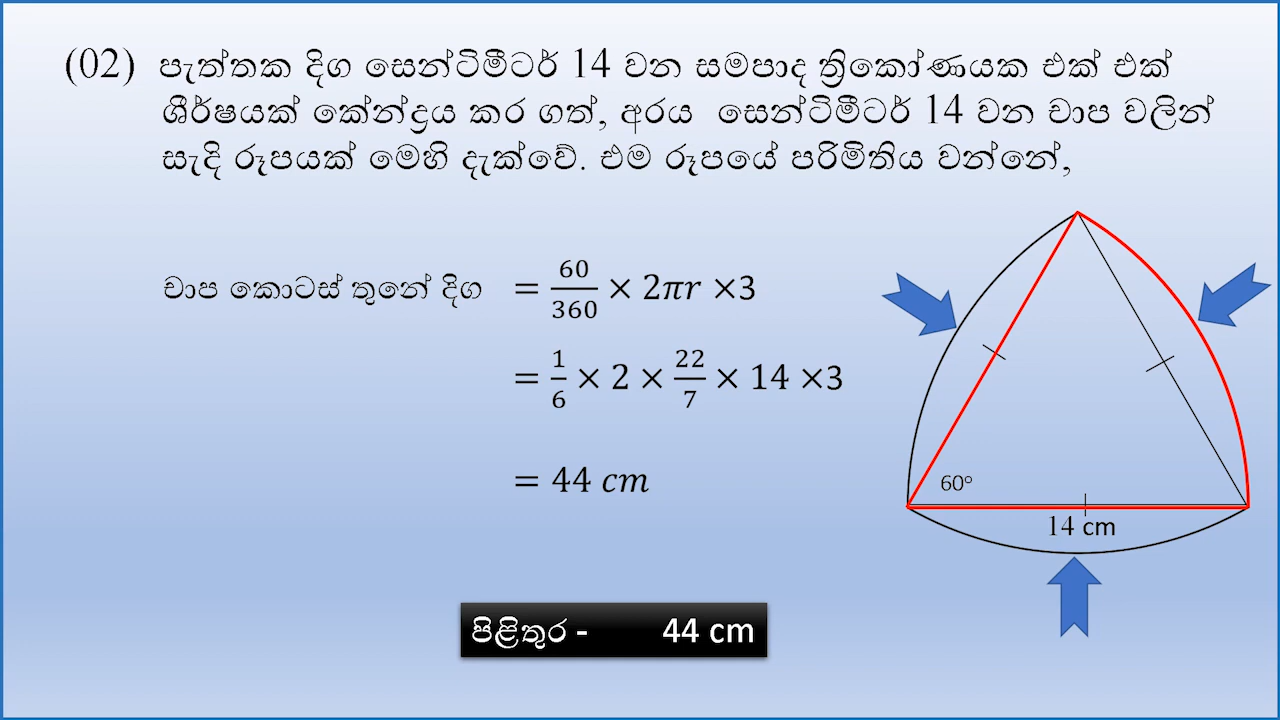 (02) පැත්තක දිග සෙන්ටිමීටර් 14 වන සමපාද ත්‍රිකෝණයක එක් එක්
ශීර්ෂයක් කේන්ද්‍රය කර ගත්, අරය සෙන්ටිමීටර් 14 වන චාප වලින්
සැදි රූපයක් මෙහි දැක්වේ. එම රූපයේ පරිමිතිය වන්නේ,
චාප කොටස් තුනේ දිග = 60/360 × 2πr ×3
= 1/6 × 2 × 22/7 × 14 ×3
= 44 cm
60°
14 cm
පිළිතුර - 44 cm